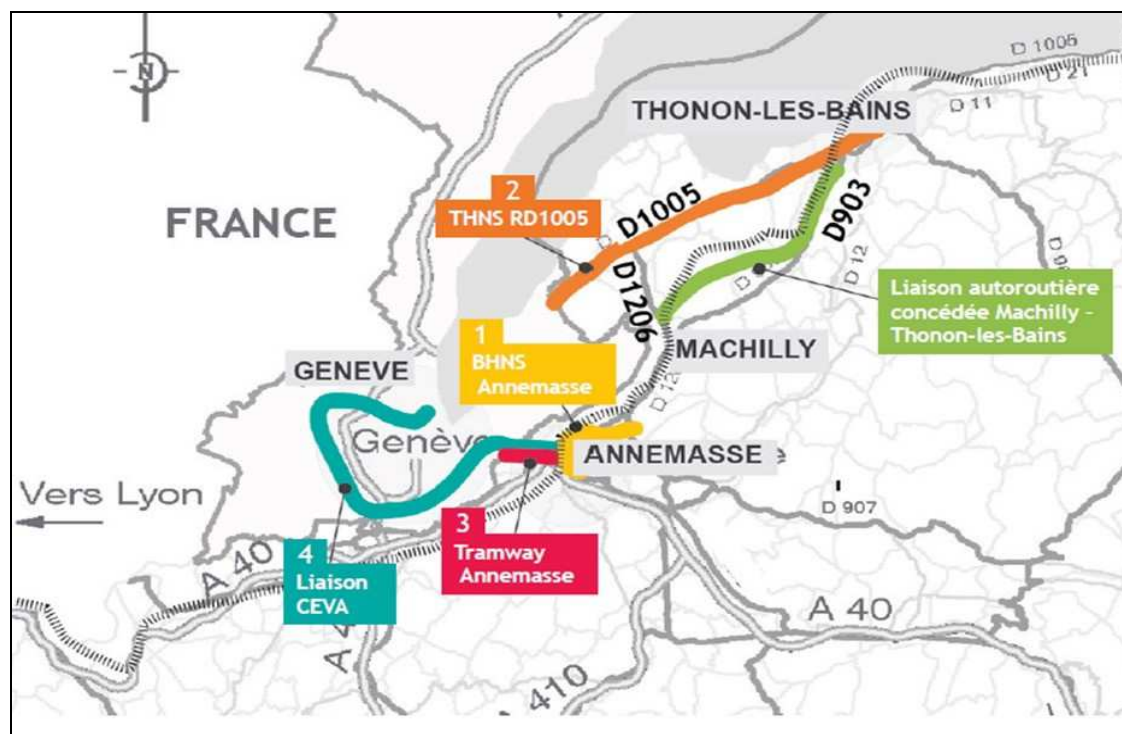 N
D 1005
D 21
D 11
THONON-LES-BAINS
2
THNS RD1005
D1005
D903
FRANCE
D1206
D 12
D
D
Liaison autoroutière
concédée Machilly -
Thonon-les-Bains
1
BHNS
Annemasse
MACHILLY
GENEVE
Genève
ANNEMASSE
Vers Lyon
D 907
3
Tramway
Annemasse
4
Liaison
CEVA
A 40
A 40
A 410